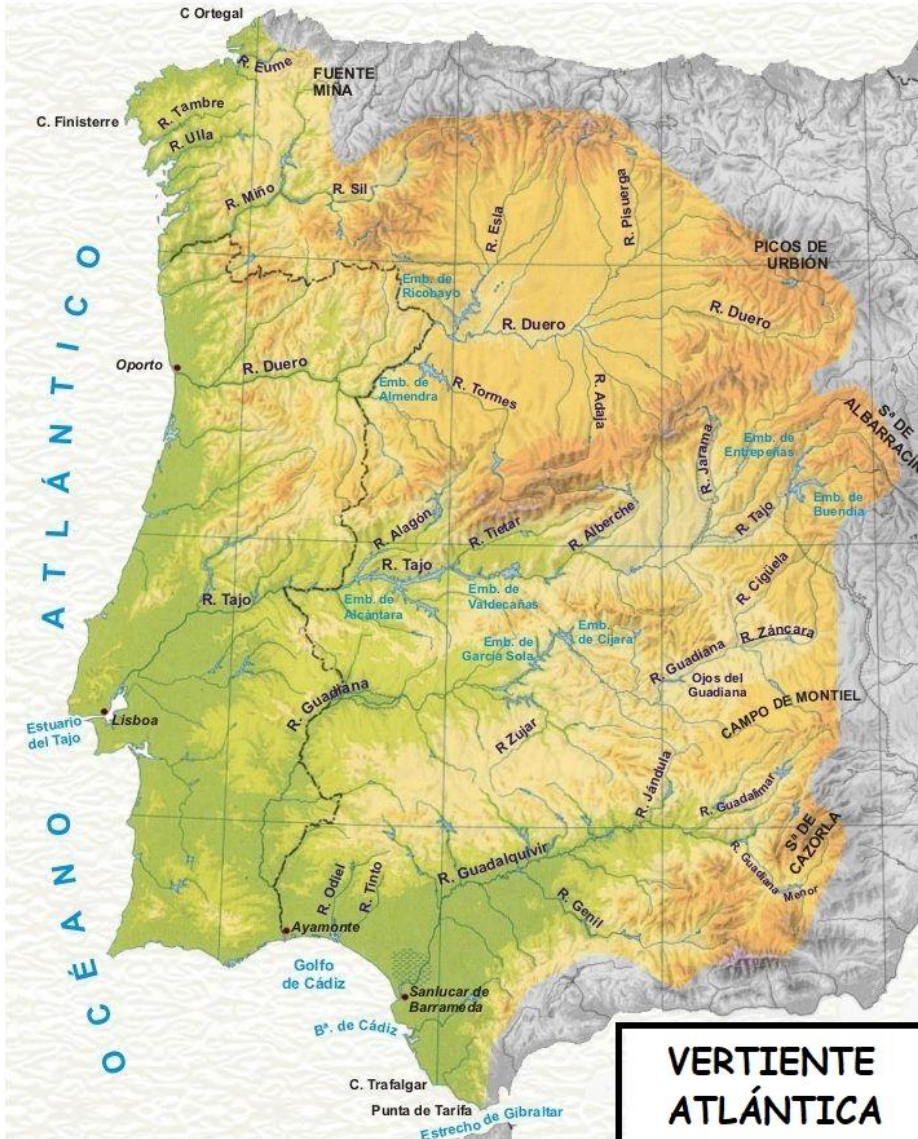 C Ortegal
R. Eume
FUENTE
MIÑA
R. Tambre
C. Finisterre
R. Ulla
R. Miño
R. Sil
R. Esla
R. Pisuerga
PICOS DE
URBIÓN
Emb. de
Ricobayo
R. Duero
R. Duero
Oporto
R. Duero
Emb. de
Almendra
R. Tormes
R. Adaja
Sª DE
ALBARRACÍN
R. Jarama
Emb. de
Entrepeñas
Emb. de
Buendía
R. Alagón
R. Tietar
R. Alberche
R. Tajo
R. Tajo
R. Tajo
Emb. de
Alcántara
Emb. de
Valdecañas
R. Cigüela
Emb.
de Cijara
Emb. de
García Sola
R. Záncara
R. Guadiana
Ojos del
Guadiana
R. Guadiana
CAMPO DE MONTIEL
Lisboa
Estuario
del Tajo
R Zujar
R. Jándula
R. Guadalimar
Sª DE
CAZORLA
R. Guadiana Menor
R. Guadalquivir
R. Odiel
R. Tinto
R. Genil
Ayamonte
Golfo
de Cádiz
Sanlucar de
Barrameda
Bª. de Cádiz
C. Trafalgar
Punta de Tarifa
Estrecho de Gibraltar
OCÉANO ATLÁNTICO
VERTIENTE
ATLÁNTICA